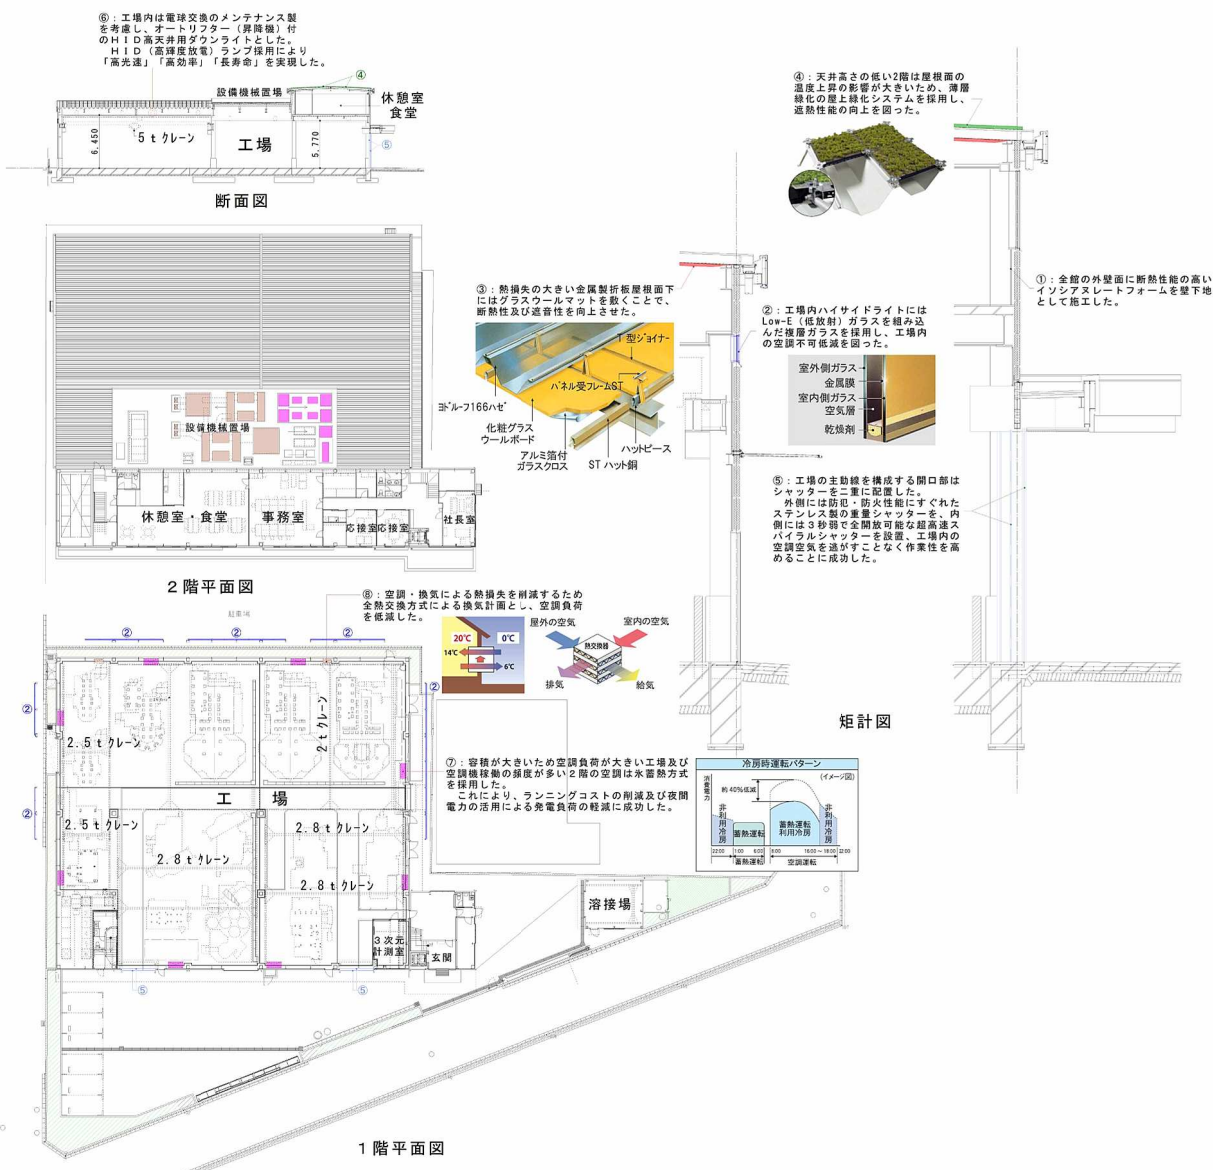 ⑥：工場内は電球交換のメンテナンス製
を考慮し、オートリフター（昇降機）付
のＨＩＤ高天井用ダウンライトとした。
ＨＩＤ（高輝度放電）ランプ採用により
「高光速」「高効率」「長寿命」を実現した。
④
設備機械置場
休憩室
食堂
6.450
5ｔクレーン
工場
5.770
⑤
断面図
④：天井高さの低い2階は屋根面の
温度上昇の影響が大きいため、薄層
緑化の屋上緑化システムを採用し、
遮熱性能の向上を図った。
①：全館の外壁面に断熱性能の高い
イソシアヌレートフォームを壁下地
として施工した。
③：熱損失の大きい金属製折板屋根面下
にはグラスウールマットを敷くことで、
断熱性及び遮音性を向上させた。
Ｔ型ジョイナー
パネル受フレームST
ヨドルーフ166ハゼ
化粧グラス
ウールボード
アルミ箔付
ガラスクロス
ハットピース
ST ハット鋼
②：工場内ハイサイドライトには
Low-E（低放射）ガラスを組み込
んだ複層ガラスを採用し、工場内
の空調不可低減を図った。
室外側ガラス
金属膜
室内側ガラス
空気層
乾燥剤
⑤：工場の主動線を構成する開口部は
シャッターを二重に配置した。
外側には防犯・防火性能にすぐれた
ステンレス製の重量シャッターを、内
側には３秒弱で全開放可能な超高速ス
パイラルシャッターを設置、工場内の
空調空気を逃がすことなく作業性を高
めることに成功した。
設備機械置場
休憩室・食堂
事務室
応接室
応接室
社長室
２階平面図
⑧：空調・換気による熱損失を削減するため
全熱交換方式による換気計画とし、空調負荷
を低減した。
20℃
0℃
14℃
6℃
屋外の空気
室内の空気
熱交換器
排気
給気
矩計図
駐車場
②
②
②
②
②
②
2.5ｔクレーン
2ｔクレーン
工場
2.5ｔクレーン
2.8ｔクレーン
2.8ｔクレーン
2.8ｔクレーン
３次元
計測室
玄関
溶接場
⑤
⑤
⑦：容積が大きいため空調負荷が大きい工場及び
空調機稼働の頻度が多い２階の空調は氷蓄熱方式
を採用した。
これにより、ランニングコストの削減及び夜間
電力の活用による発電負荷の軽減に成功した。
冷房時運転パターン
(イメージ図)
消費電力
約40%低減
非利用冷房
蓄熱運転
蓄熱運転
利用冷房
非利用冷房
22:00
1:00
6:00
8:00
16:00～18:00
22:00
蓄熱運転
空調運転
１階平面図